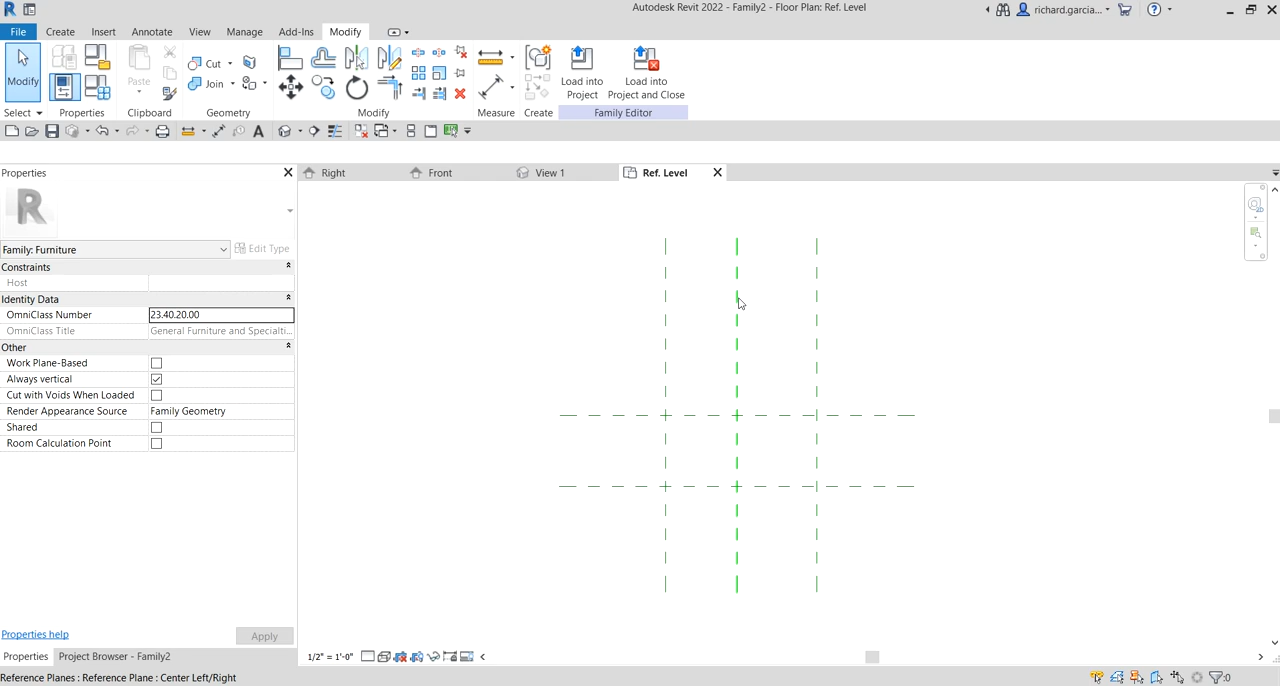 Autodesk Revit 2022 - Family2 - Floor Plan: Ref. Level
richard.garcia...
File Create Insert Annotate View Manage Add-Ins Modify
Modify
Paste
Cut
Join
Load into
Project
Load into
Project and Close
Select Properties Clipboard Geometry Modify Measure Create Family Editor
Properties
Right Front View 1 Ref. Level
R
Family: Furniture Edit Type
Constraints
Host
Identity Data
OmniClass Number 23.40.20.00
OmniClass Title General Furniture and Specialti...
Other
Work Plane-Based
Always vertical
Cut with Voids When Loaded
Render Appearance Source Family Geometry
Shared
Room Calculation Point
Properties help Apply
Properties Project Browser - Family2
1/2" = 1'-0"
Reference Planes : Reference Plane : Center Left/Right
:0